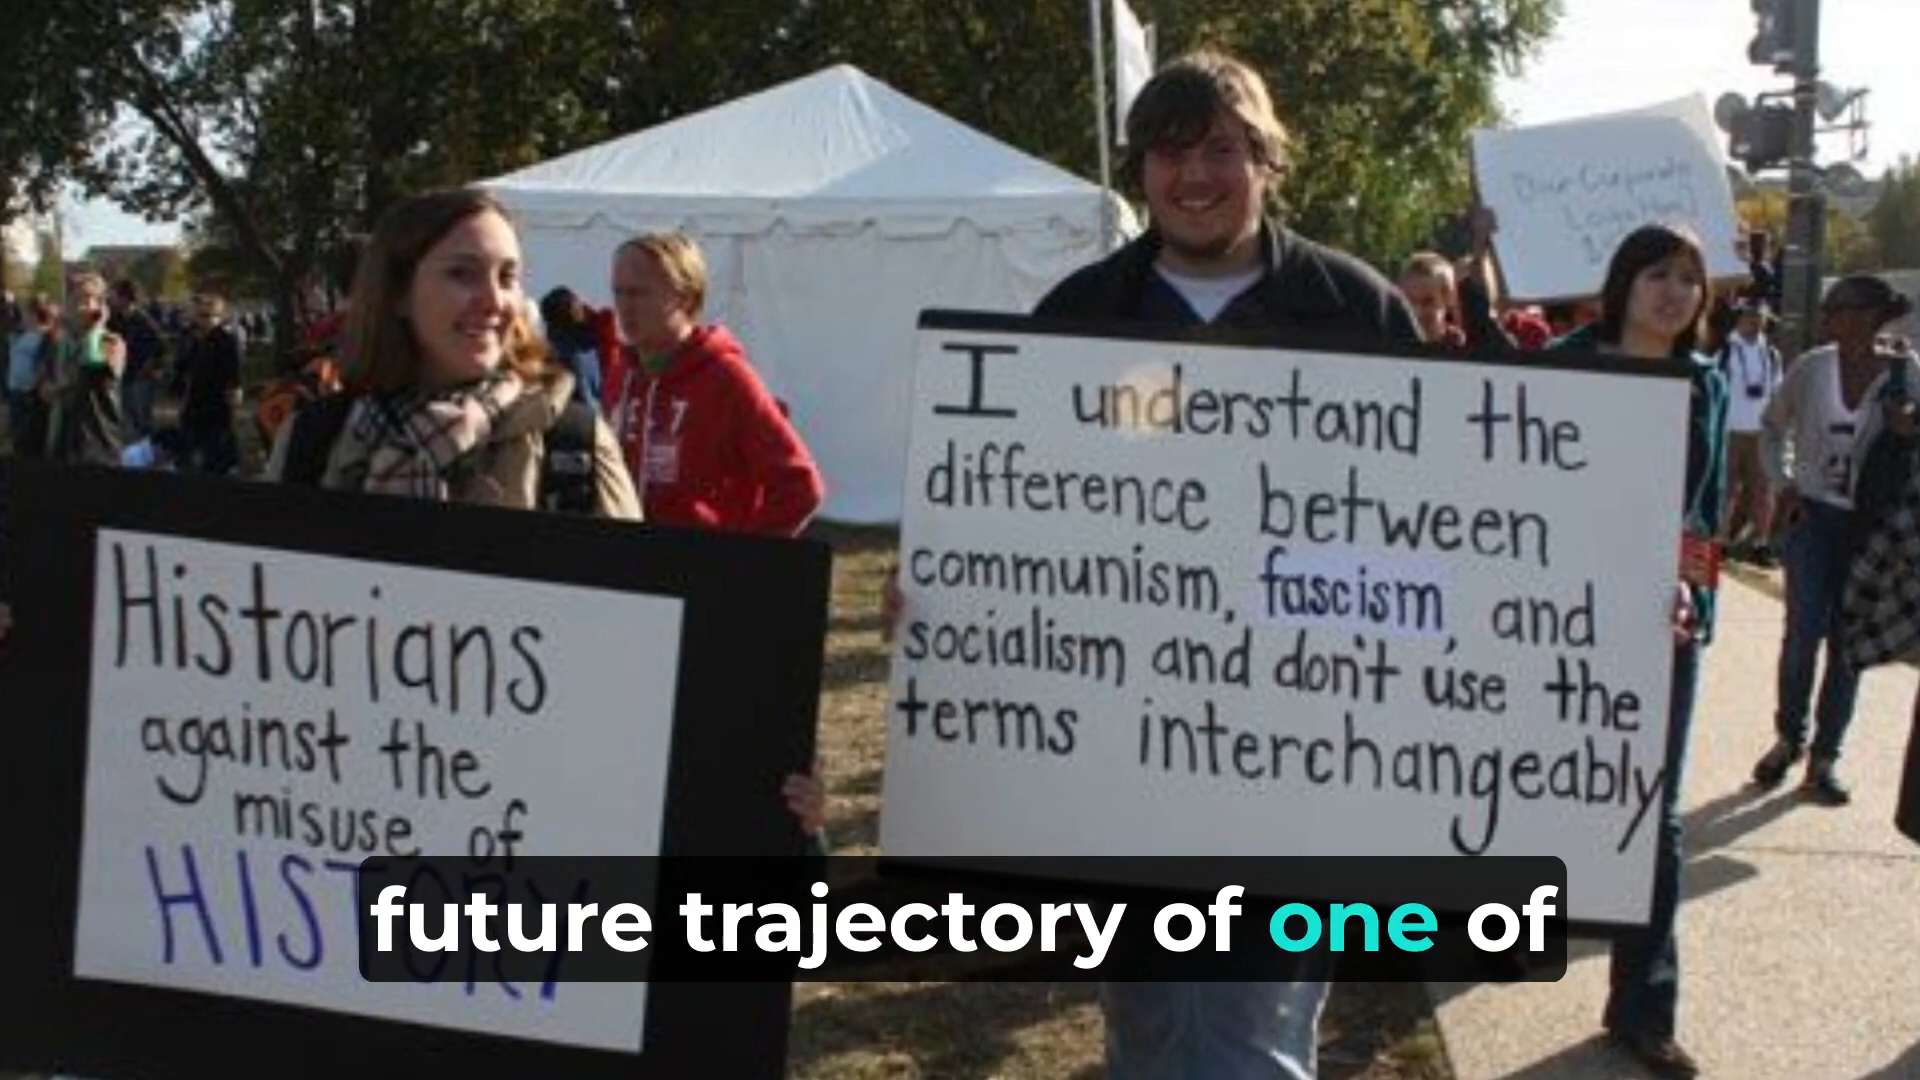 Historians
against the
misuse of
HISTORY
I understand the
difference between
communism, fascism, and
socialism and don't use the
terms interchangeably
future trajectory of one of